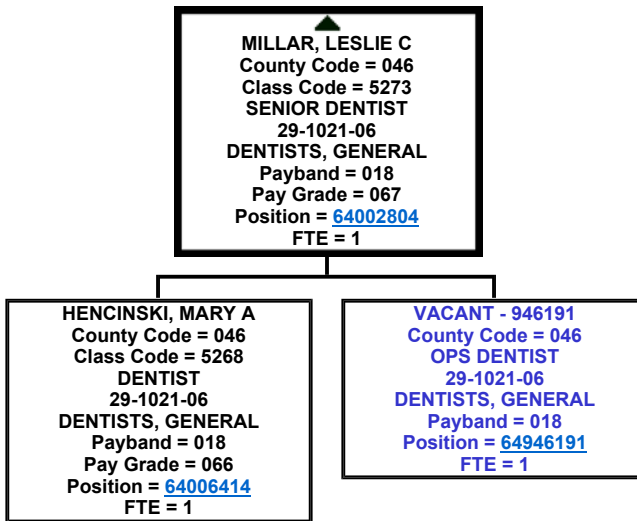 MILLAR, LESLIE C
County Code = 046
Class Code = 5273
SENIOR DENTIST
29-1021-06
DENTISTS, GENERAL
Payband = 018
Pay Grade = 067
Position = 64002804
FTE = 1
HENCINSKI, MARY A
County Code = 046
Class Code = 5268
DENTIST
29-1021-06
DENTISTS, GENERAL
Payband = 018
Pay Grade = 066
Position = 64006414
FTE = 1
VACANT - 946191
County Code = 046
OPS DENTIST
29-1021-06
DENTISTS, GENERAL
Payband = 018
Position = 64946191
FTE = 1